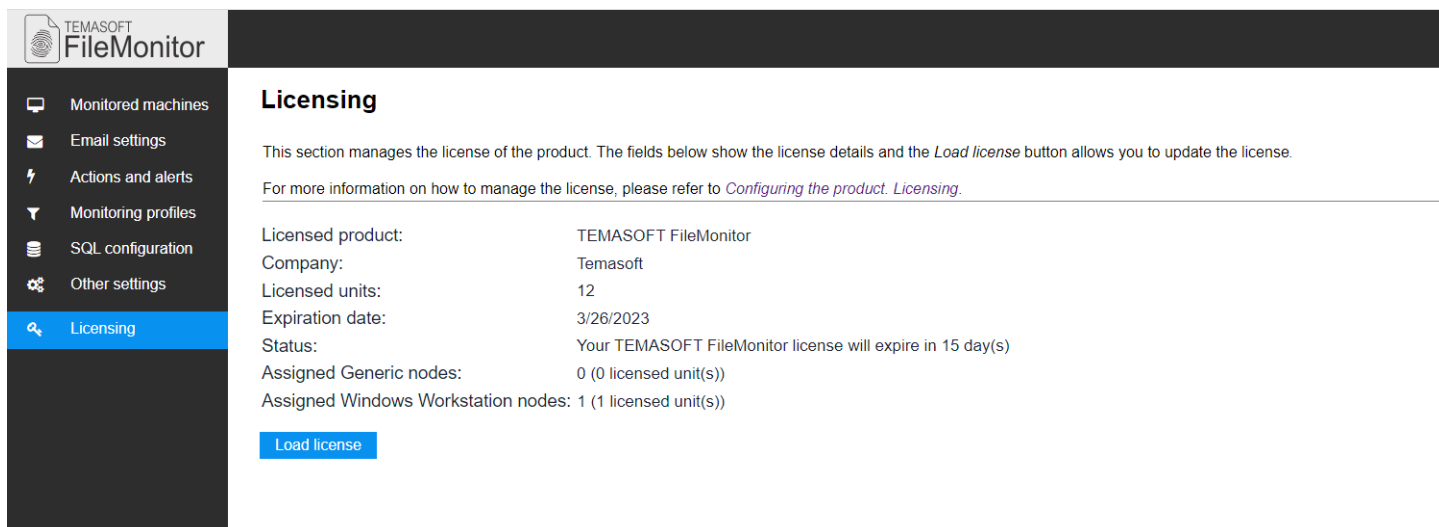 TEMASOFT
FileMonitor
Monitored machines
Email settings
Actions and alerts
Monitoring profiles
SQL configuration
Other settings
Licensing
Licensing
This section manages the license of the product. The fields below show the license details and the Load license button allows you to update the license.
For more information on how to manage the license, please refer to Configuring the product. Licensing.
Licensed product: TEMASOFT FileMonitor
Company: Temasoft
Licensed units: 12
Expiration date: 3/26/2023
Status: Your TEMASOFT FileMonitor license will expire in 15 day(s)
Assigned Generic nodes: 0 (0 licensed unit(s))
Assigned Windows Workstation nodes: 1 (1 licensed unit(s))
Load license